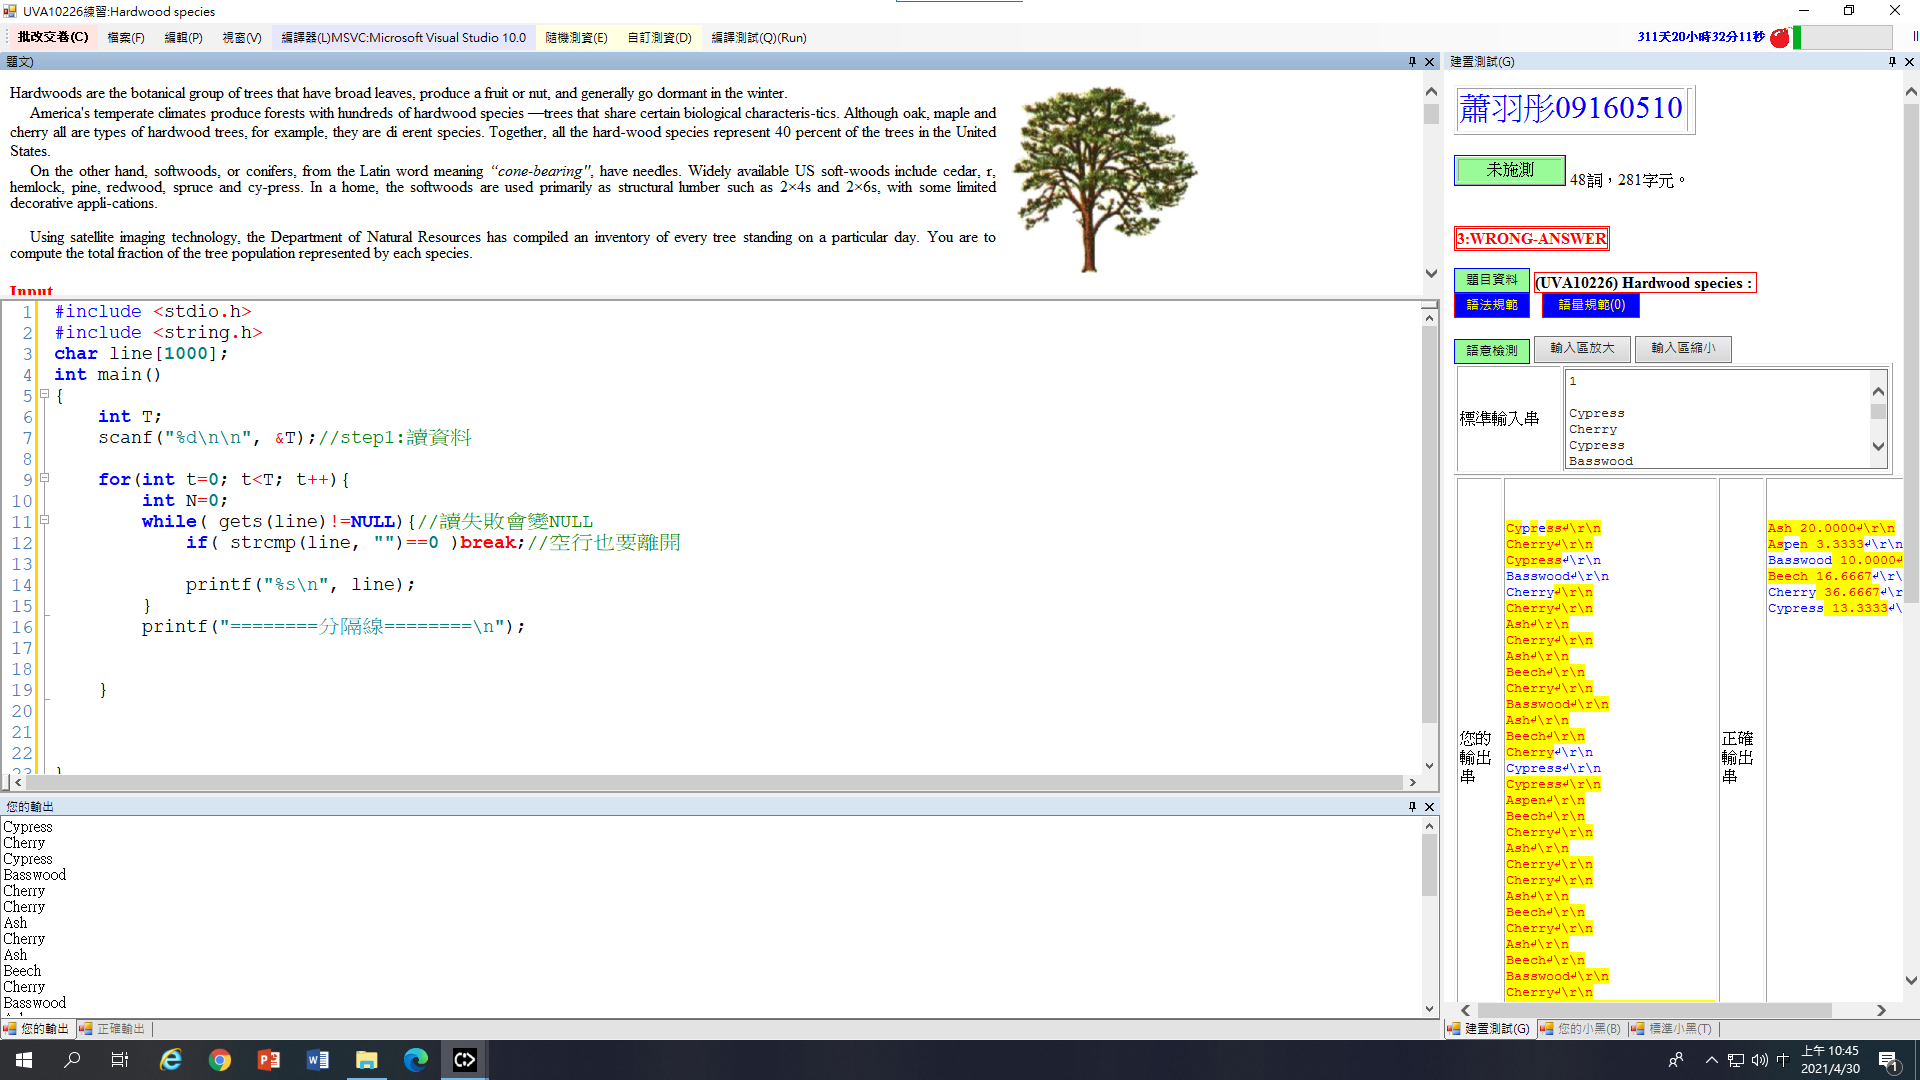 UVA10226練習:Hardwood species
批改交卷(C) 檔案(F) 編輯(P) 視窗(V) 編譯器(L)MSVC:Microsoft Visual Studio 10.0 隨機測資(E) 自訂測資(D) 編譯測試(Q)(Run)
311天20小時32分11秒
題文)
Hardwoods are the botanical group of trees that have broad leaves, produce a fruit or nut, and generally go dormant in the winter.
America's temperate climates produce forests with hundreds of hardwood species —trees that share certain biological characteris-tics. Although oak, maple and
cherry all are types of hardwood trees, for example, they are di erent species. Together, all the hard-wood species represent 40 percent of the trees in the United
States.
On the other hand, softwoods, or conifers, from the Latin word meaning “cone-bearing", have needles. Widely available US soft-woods include cedar, r,
hemlock, pine, redwood, spruce and cy-press. In a home, the softwoods are used primarily as structural lumber such as 2×4s and 2×6s, with some limited
decorative appli-cations.
Using satellite imaging technology, the Department of Natural Resources has compiled an inventory of every tree standing on a particular day. You are to
compute the total fraction of the tree population represented by each species.
Input
1 #include <stdio.h>
2 #include <string.h>
3 char line[1000];
4 int main()
5 {
6 int T;
7 scanf("%d\n\n", &T);//step1:讀資料
8
9 for(int t=0; t<T; t++){
10 int N=0;
11 while( gets(line)!=NULL){//讀失敗會變NULL
12 if( strcmp(line, "")==0 )break;//空行也要離開
13
14 printf("%s\n", line);
15 }
16 printf("========分隔線========\n");
17
18
19 }
20
21
22
23 }
您的輸出
Cypress
Cherry
Cypress
Basswood
Cherry
Cherry
Ash
Cherry
Ash
Beech
Cherry
Basswood
您的輸出 正確輸出
建置測試(G)
蕭羽彤09160510
未施測 48詞，281字元。
3:WRONG-ANSWER
題目資料 (UVA10226) Hardwood species :
語法規範 語量規範(0)
語意檢測 輸入區放大 輸入區縮小
標準輸入串
1
Cypress
Cherry
Cypress
Basswood
您的輸出串
Cypress↲\r\n
Cherry↲\r\n
Cypress↲\r\n
Basswood↲\r\n
Cherry↲\r\n
Cherry↲\r\n
Ash↲\r\n
Cherry↲\r\n
Ash↲\r\n
Beech↲\r\n
Cherry↲\r\n
Basswood↲\r\n
Ash↲\r\n
Beech↲\r\n
Cherry↲\r\n
Cypress↲\r\n
Cypress↲\r\n
Aspen↲\r\n
Beech↲\r\n
Cherry↲\r\n
Ash↲\r\n
Cherry↲\r\n
Cherry↲\r\n
Ash↲\r\n
Beech↲\r\n
Cherry↲\r\n
Ash↲\r\n
Beech↲\r\n
Basswood↲\r\n
Cherry↲\r\n
正確輸出串
Ash 20.0000↲\r\n
Aspen 3.3333↲\r\n
Basswood 10.0000↲
Beech 16.6667↲\r\
Cherry 36.6667↲\r
Cypress 13.3333↲\
建置測試(G) 您的小黑(B) 標準小黑(T)
中 上午 10:45
2021/4/30
1